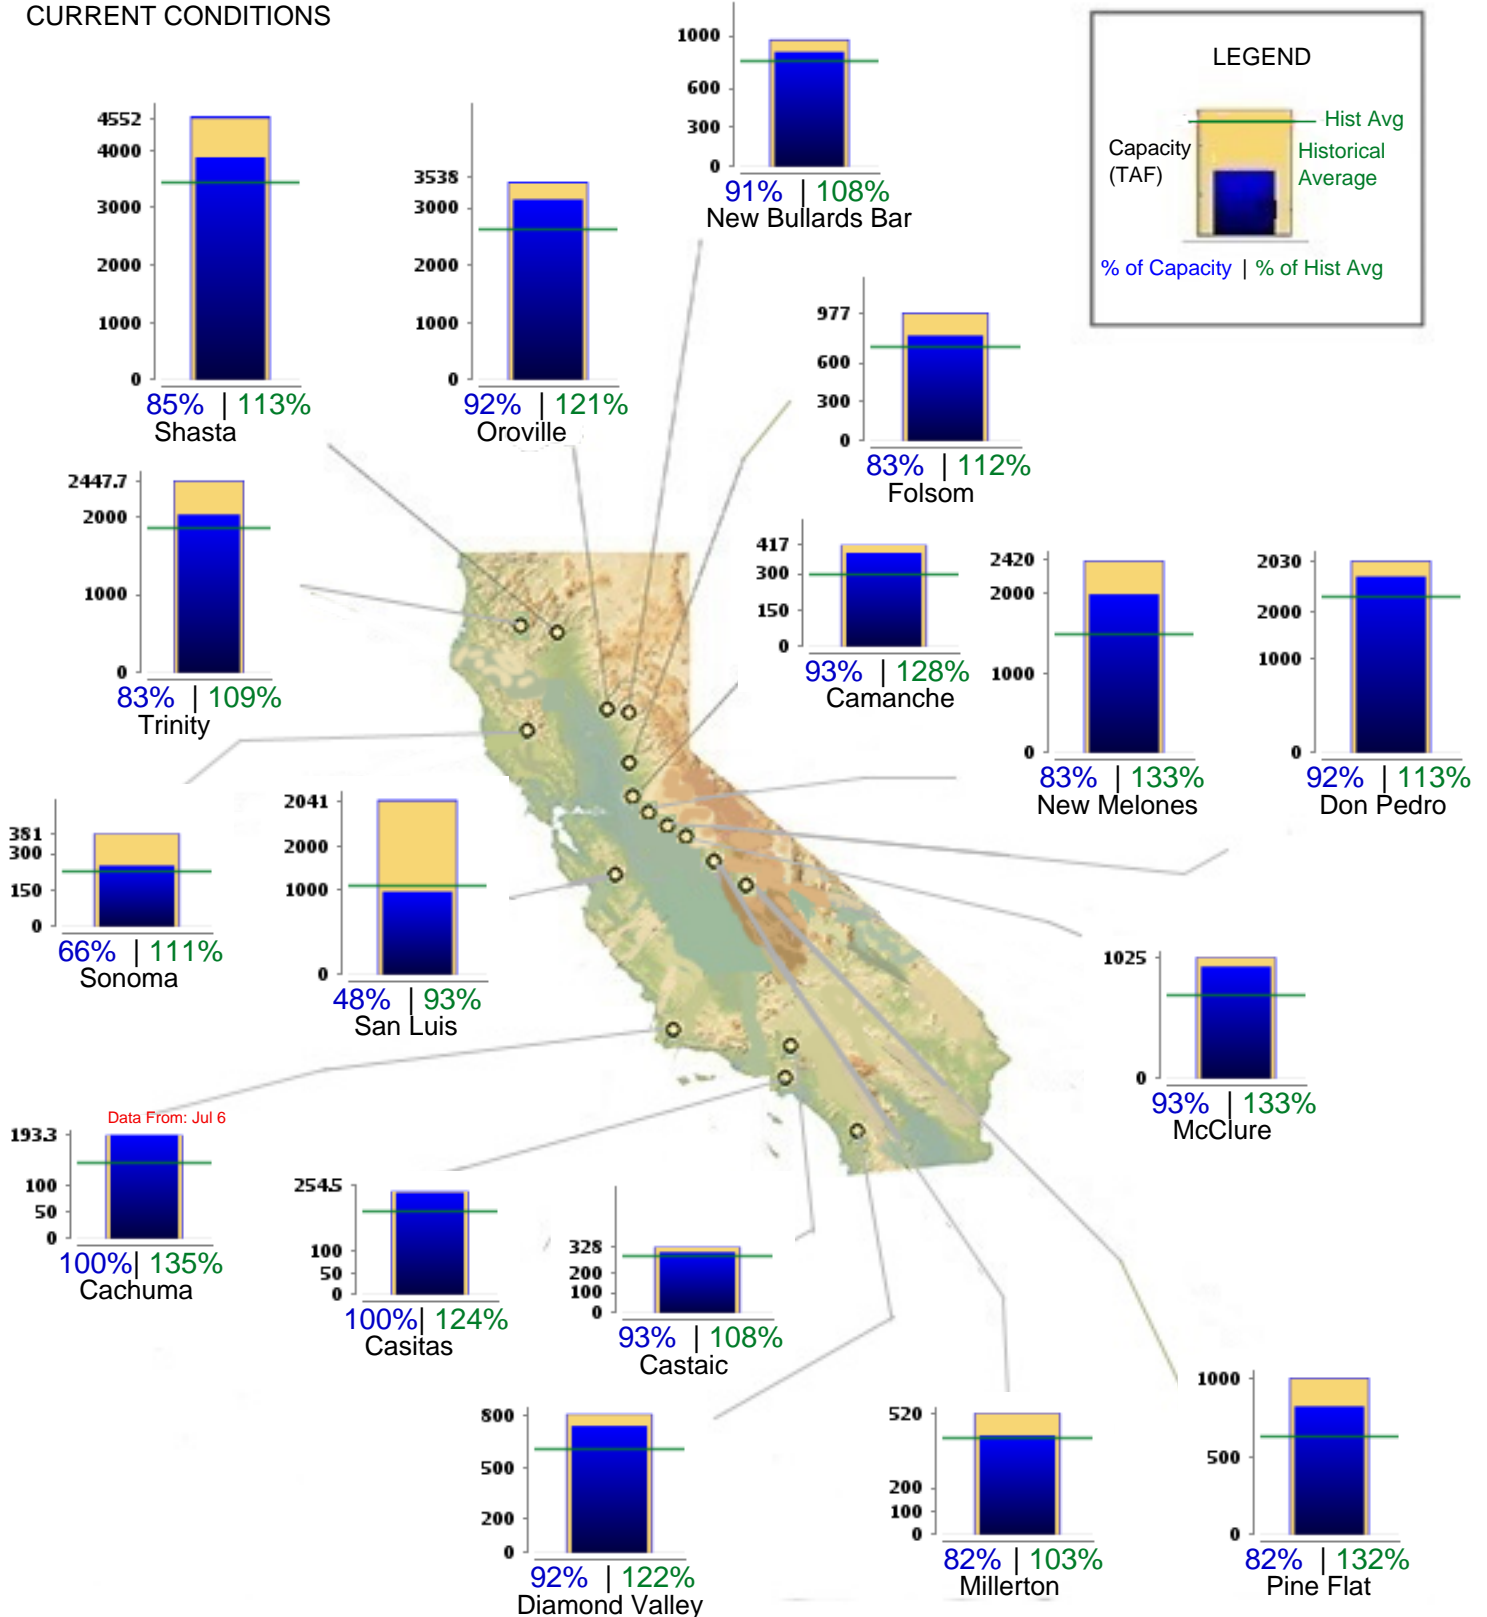 CURRENT CONDITIONS
1000
600
300
0
91% | 108%
New Bullards Bar
LEGEND
Hist Avg
Capacity
(TAF)
Historical
Average
% of Capacity | % of Hist Avg
4552
4000
3000
2000
1000
0
85% | 113%
Shasta
3538
3000
2000
1000
0
92% | 121%
Oroville
977
600
300
0
83% | 112%
Folsom
2447.7
2000
1000
0
83% | 109%
Trinity
417
300
150
0
93% | 128%
Camanche
2420
2000
1000
0
83% | 133%
New Melones
2030
2000
1000
0
92% | 113%
Don Pedro
381
300
150
0
66% | 111%
Sonoma
2041
2000
1000
0
48% | 93%
San Luis
1025
0
93% | 133%
McClure
Data From: Jul 6
193.3
100
50
0
100% | 135%
Cachuma
254.5
100
50
0
100% | 124%
Casitas
328
200
100
0
93% | 108%
Castaic
800
500
200
0
92% | 122%
Diamond Valley
520
200
100
0
82% | 103%
Millerton
1000
500
0
82% | 132%
Pine Flat